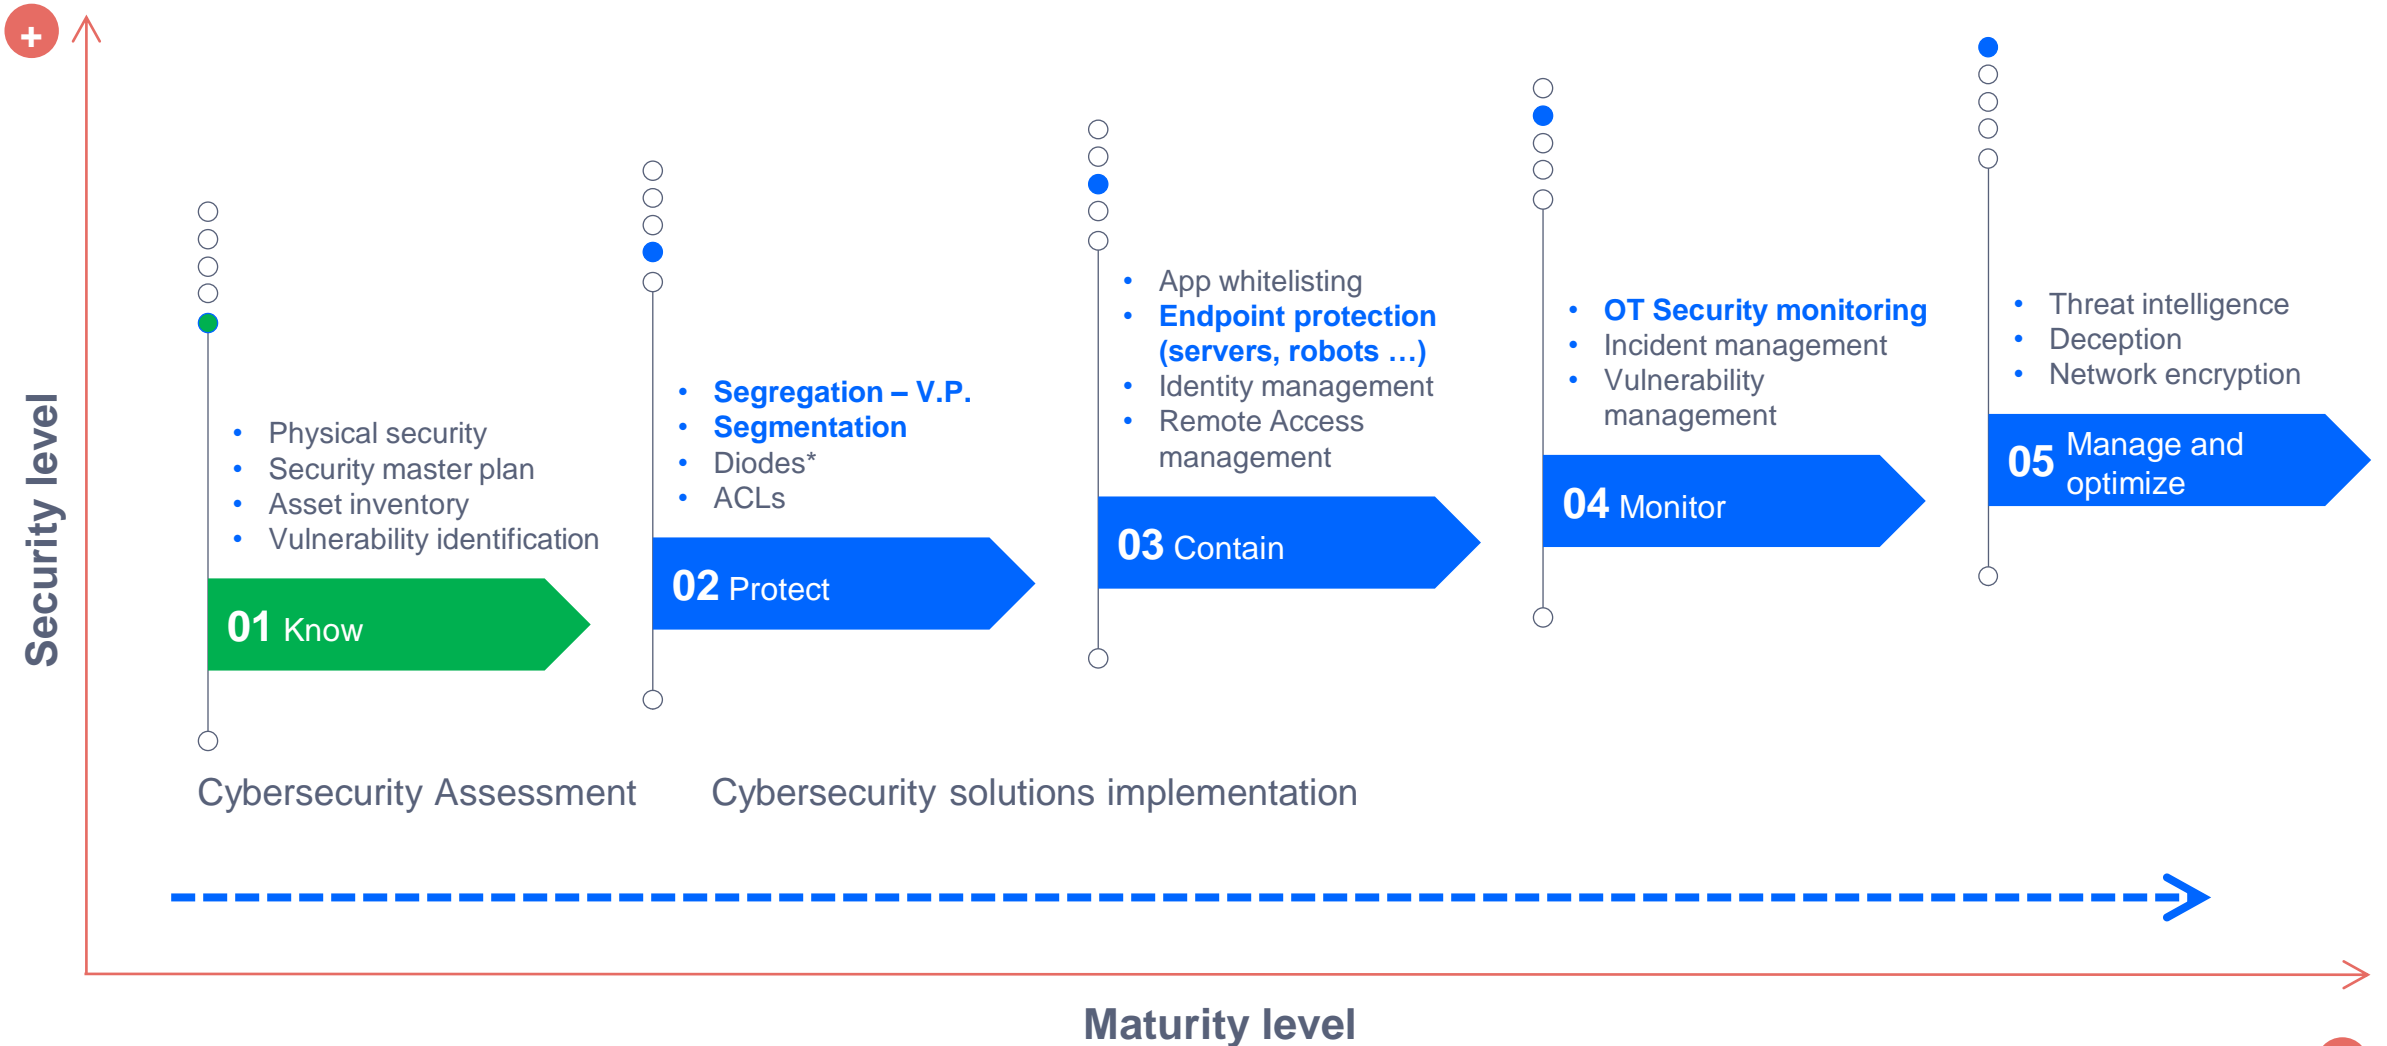 +
Security level
• Physical security
• Security master plan
• Asset inventory
• Vulnerability identification
01 Know
• Segregation – V.P.
• Segmentation
• Diodes*
• ACLs
02 Protect
• App whitelisting
• Endpoint protection
(servers, robots …)
• Identity management
• Remote Access
management
03 Contain
• OT Security monitoring
• Incident management
• Vulnerability
management
04 Monitor
• Threat intelligence
• Deception
• Network encryption
05 Manage and
optimize
Cybersecurity Assessment
Cybersecurity solutions implementation
Maturity level